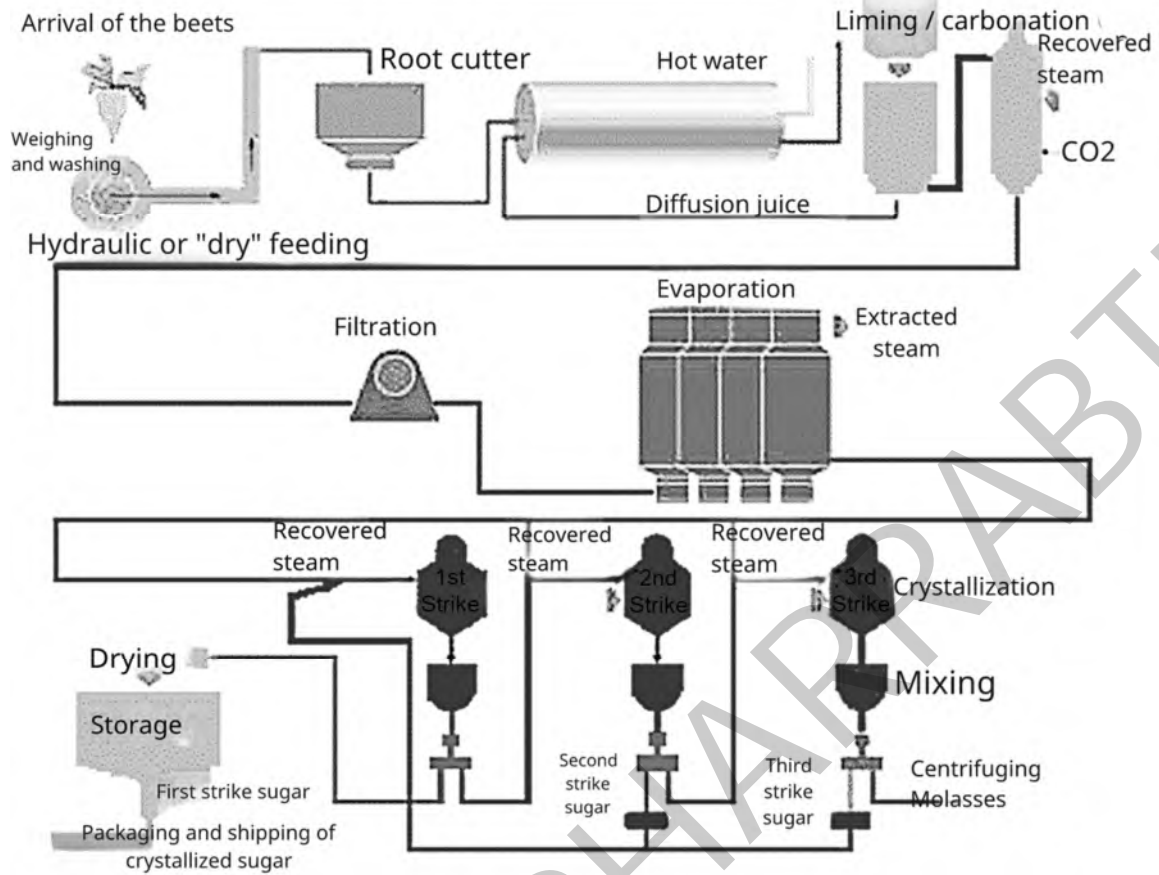 Arrival of the beets
Weighing
and washing
Root cutter
Hot water
Liming / carbonation
Recovered
steam
CO2
Diffusion juice
Hydraulic or "dry" feeding
Filtration
Evaporation
Extracted
steam
Recovered
steam
1st
Strike
Recovered
steam
2nd
Strike
Recovered
steam
3rd
Strike
Crystallization
Drying
Storage
Mixing
First strike sugar
Second
strike
sugar
Third
strike
sugar
Centrifuging
Molasses
Packaging and shipping of
crystallized sugar